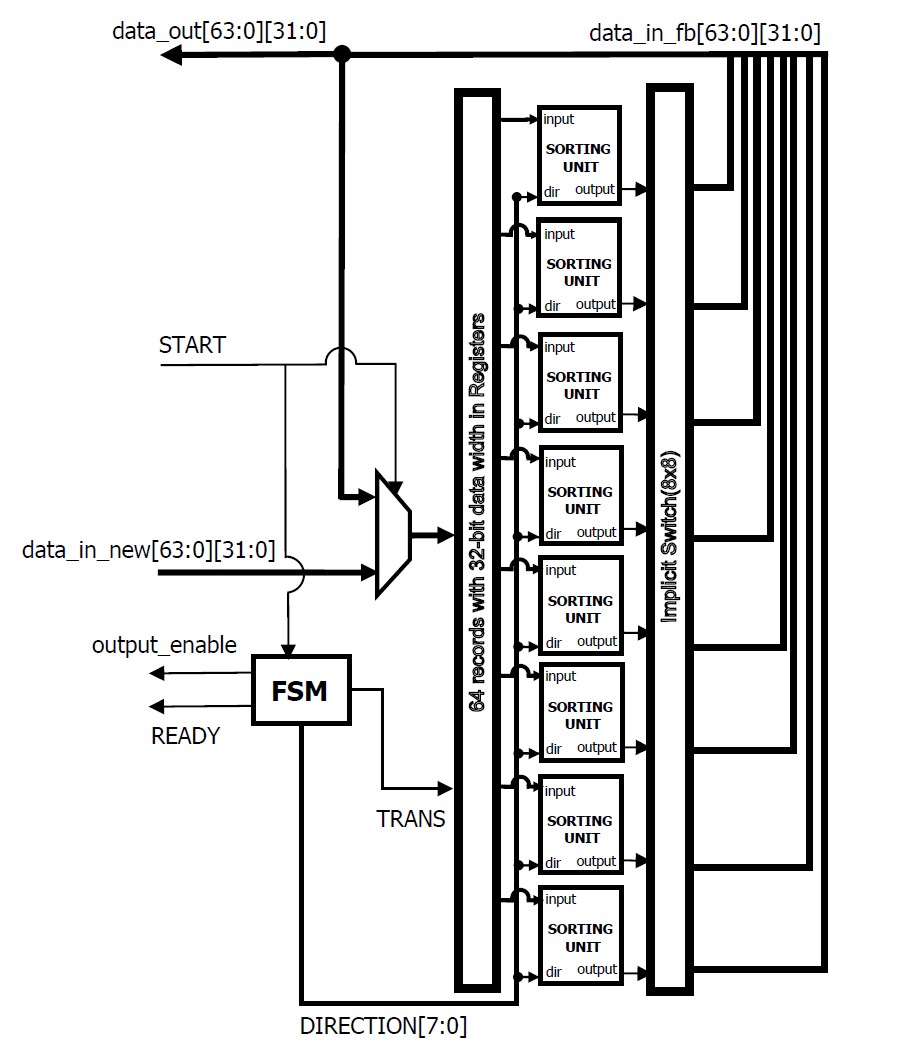 data_out[63:0][31:0]
data_in_fb[63:0][31:0]
input
SORTING
UNIT
dir output
input
SORTING
UNIT
dir output
START
input
SORTING
UNIT
dir output
64 records with 32-bit data width in Registers
Implicit Switch(8x8)
input
SORTING
UNIT
dir output
data_in_new[63:0][31:0]
input
SORTING
UNIT
dir output
output_enable
FSM
READY
input
SORTING
UNIT
dir output
TRANS
input
SORTING
UNIT
dir output
input
SORTING
UNIT
dir output
DIRECTION[7:0]